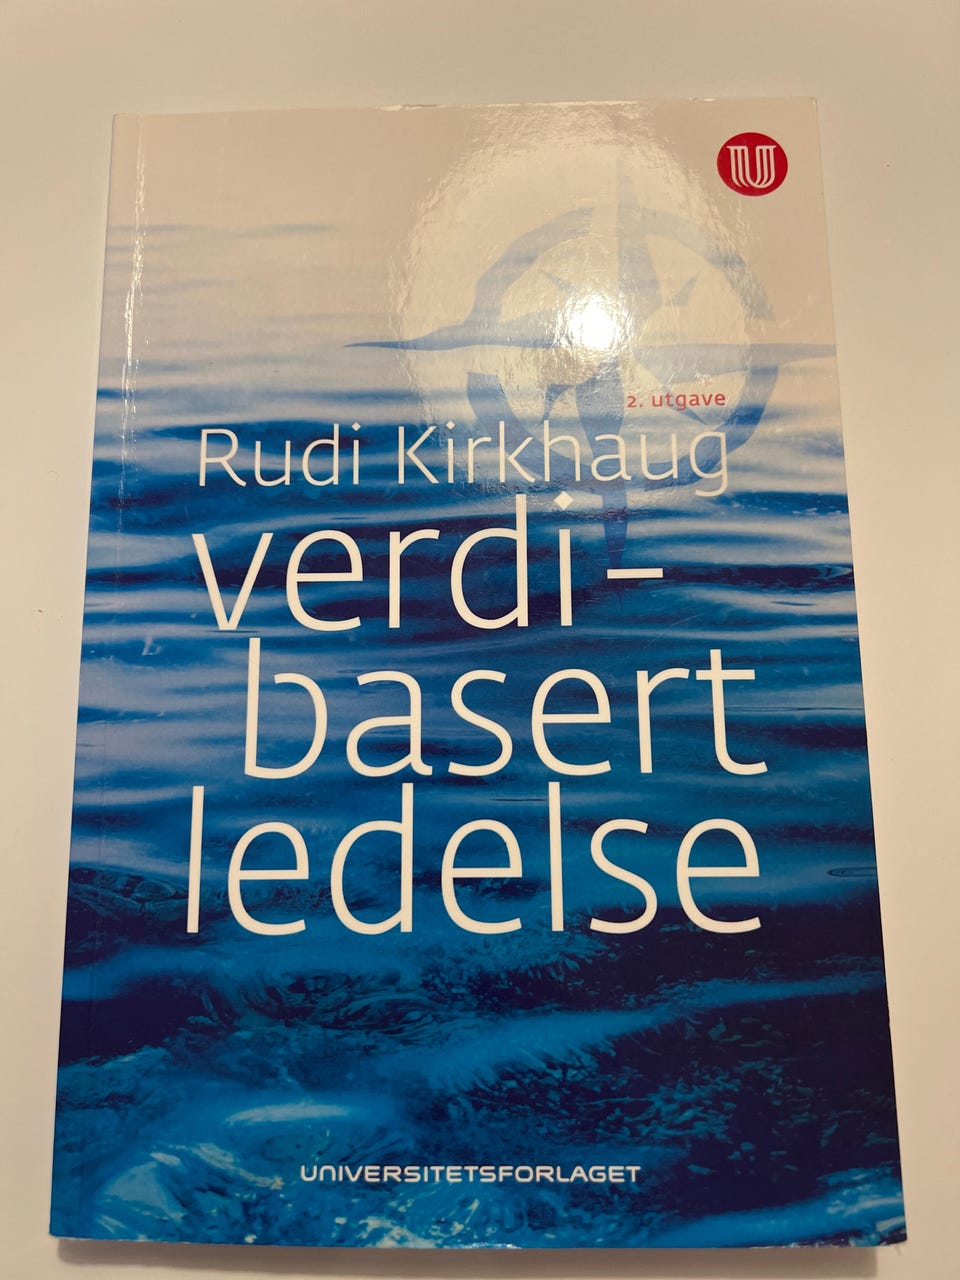 U
2. utgave
Rudi Kirkhaug
verdi–
basert
ledelse
UNIVERSITETSFORLAGET